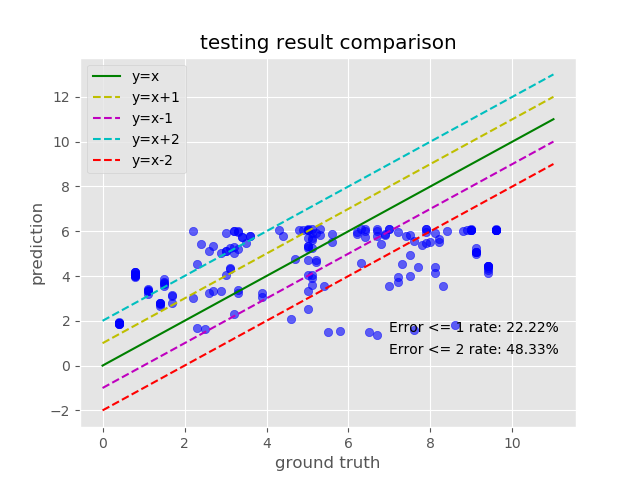 testing result comparison
y=x
y=x+1
y=x-1
y=x+2
y=x-2
12
10
8
6
4
2
0
−2
prediction
Error <= 1 rate: 22.22%
Error <= 2 rate: 48.33%
0 2 4 6 8 10
ground truth